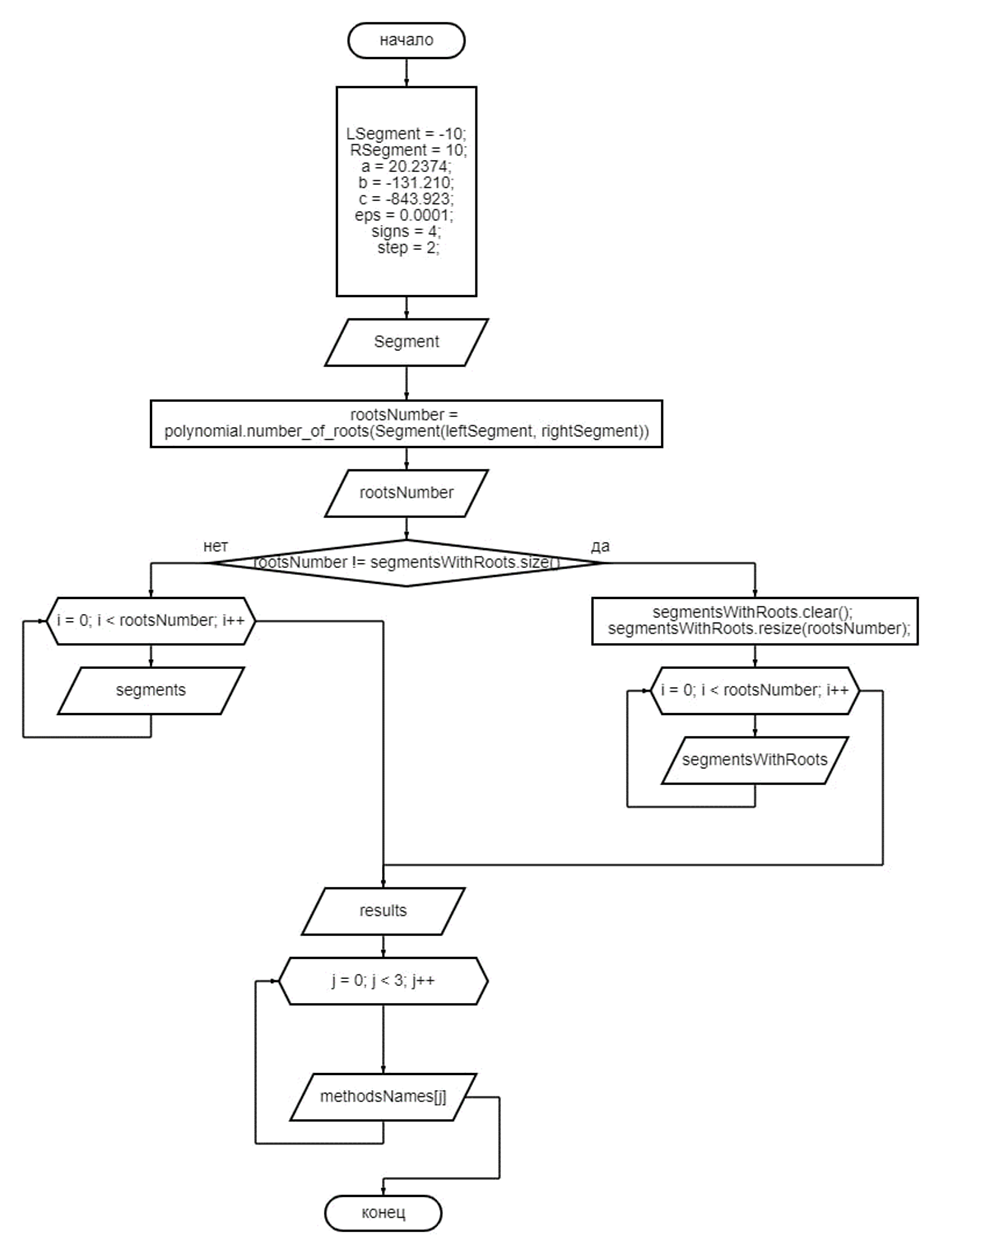 начало
LSegment = -10;
RSegment = 10;
a = 20.2374;
b = -131.210;
c = -843.923;
eps = 0.0001;
signs = 4;
step = 2;
Segment
rootsNumber =
polynomial.number_of_roots(Segment(leftSegment, rightSegment))
rootsNumber
нет
rootsNumber != segmentsWithRoots.size()
да
i = 0; i < rootsNumber; i++
segments
segmentsWithRoots.clear();
segmentsWithRoots.resize(rootsNumber);
i = 0; i < rootsNumber; i++
segmentsWithRoots
results
j = 0; j < 3; j++
methodsNames[j]
конец